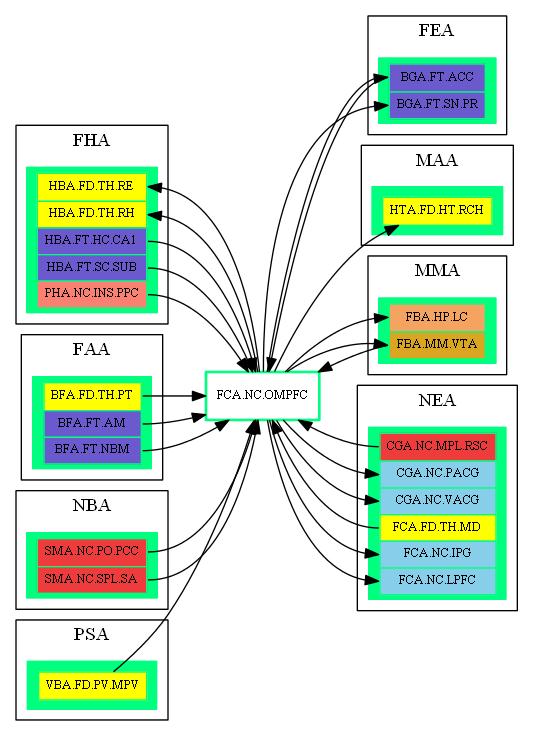 FEA
BGA.FT.ACC
BGA.FT.SN.PR
FHA
HBA.FD.TH.RE
HBA.FD.TH.RH
HBA.FT.HC.CA1
HBA.FT.SC.SUB
PHA.NC.INS.PPC
MAA
HTA.FD.HT.RCH
MMA
FBA.HP.LC
FBA.MM.VTA
FAA
BFA.FD.TH.PT
BFA.FT.AM
BFA.FT.NBM
FCA.NC.OMPFC
NEA
CGA.NC.MPL.RSC
CGA.NC.PACG
CGA.NC.VACG
FCA.FD.TH.MD
FCA.NC.IPG
FCA.NC.LPFC
NBA
SMA.NC.PO.PCC
SMA.NC.SPL.SA
PSA
VBA.FD.PV.MPV